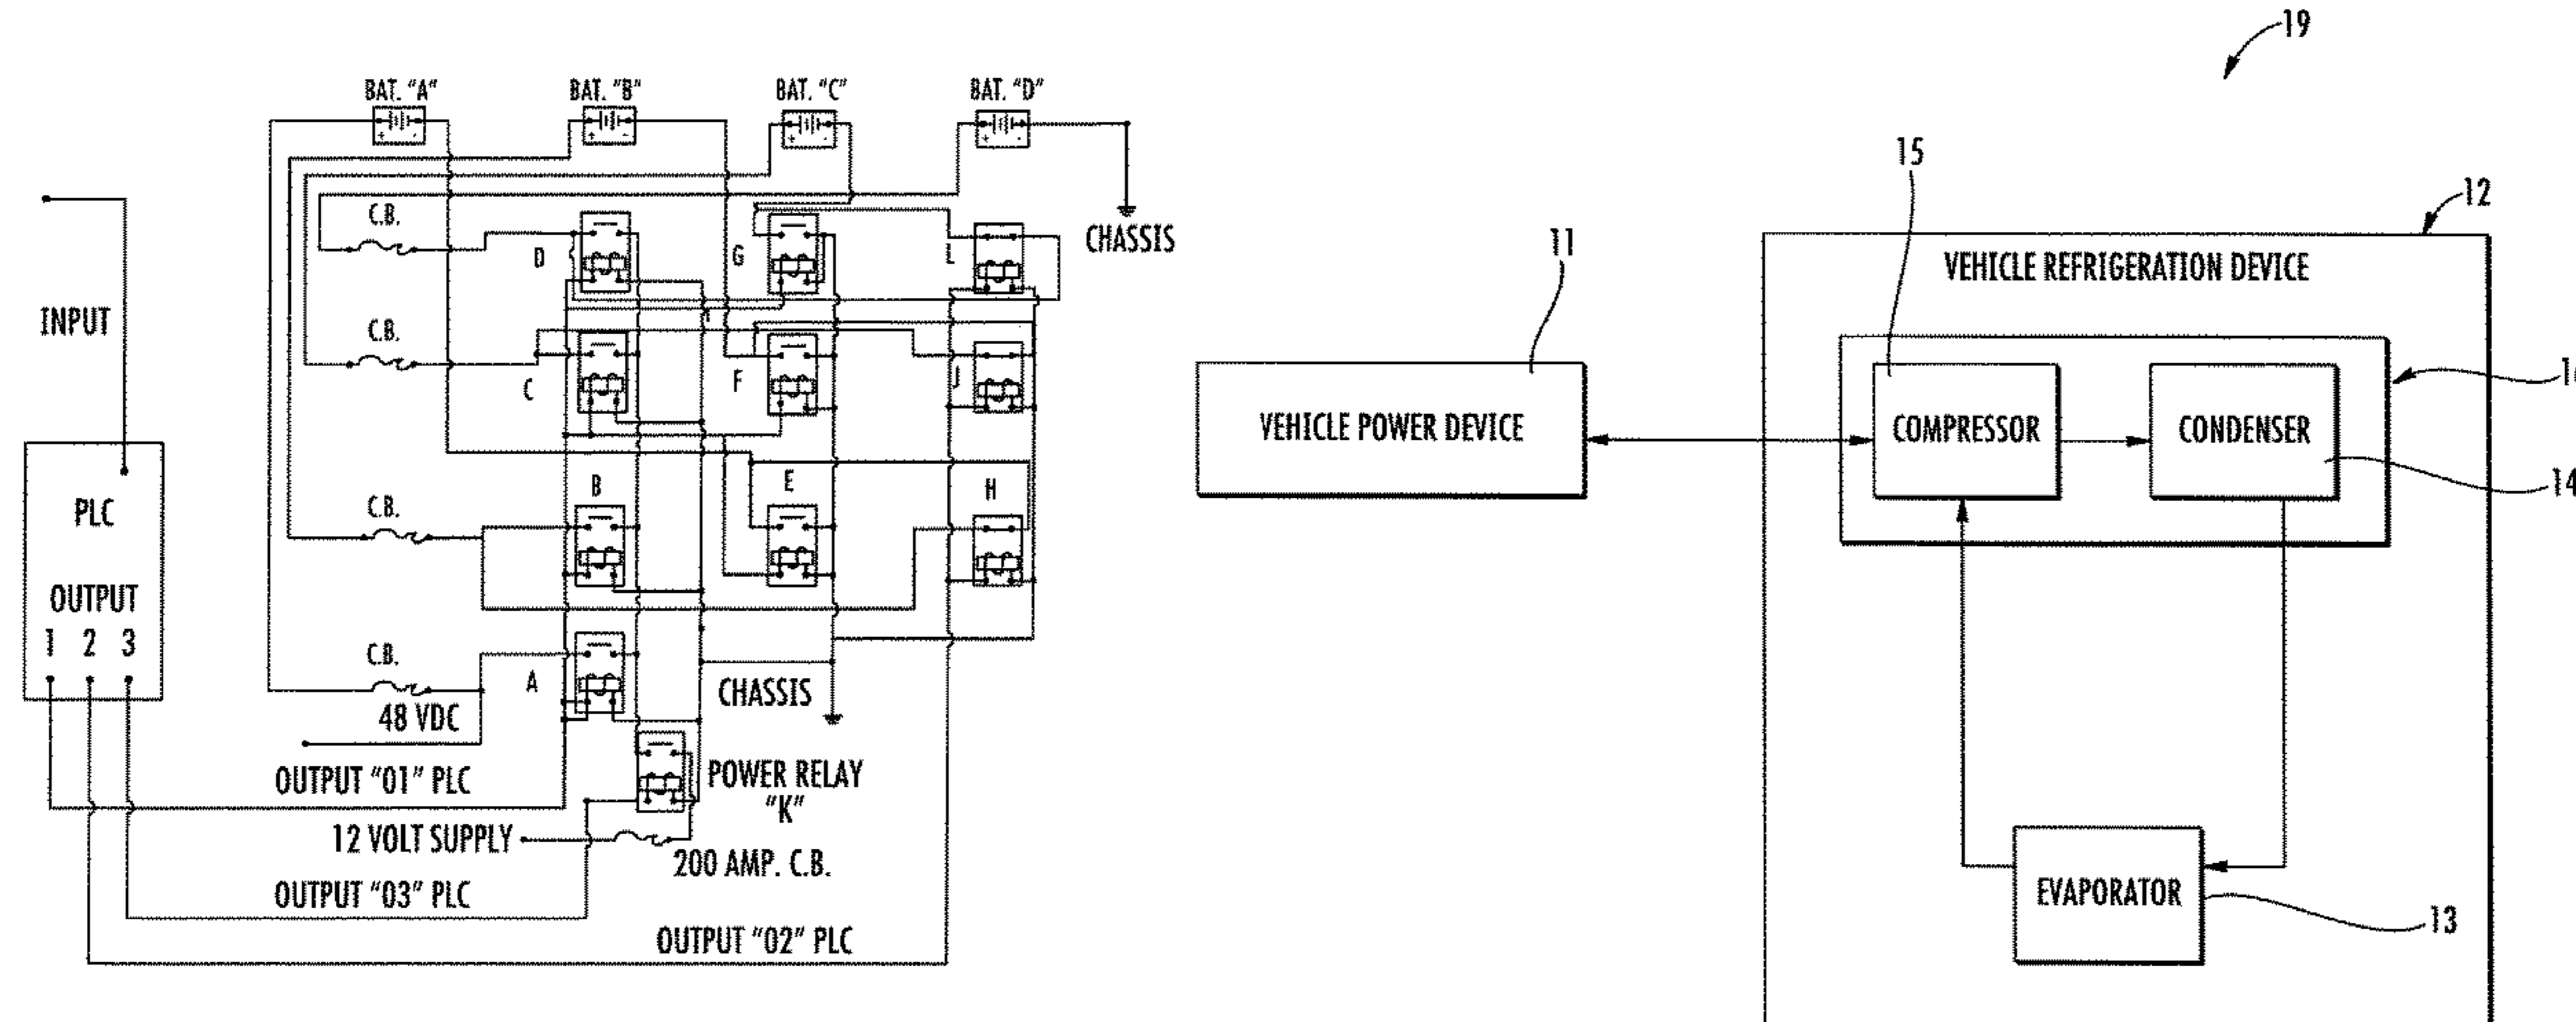 BAT. "A"
BAT. "B"
BAT. "C"
BAT. "D"
C.B.
D
G
L
CHASSIS
INPUT
C.B.
C
F
J
PLC
OUTPUT
1 2 3
C.B.
B
E
H
C.B.
A
48 VDC
CHASSIS
OUTPUT "01" PLC
POWER RELAY
"K"
12 VOLT SUPPLY
200 AMP. C.B.
OUTPUT "03" PLC
OUTPUT "02" PLC
19
15
12
11
VEHICLE REFRIGERATION DEVICE
VEHICLE POWER DEVICE
COMPRESSOR
CONDENSER
14
EVAPORATOR
13